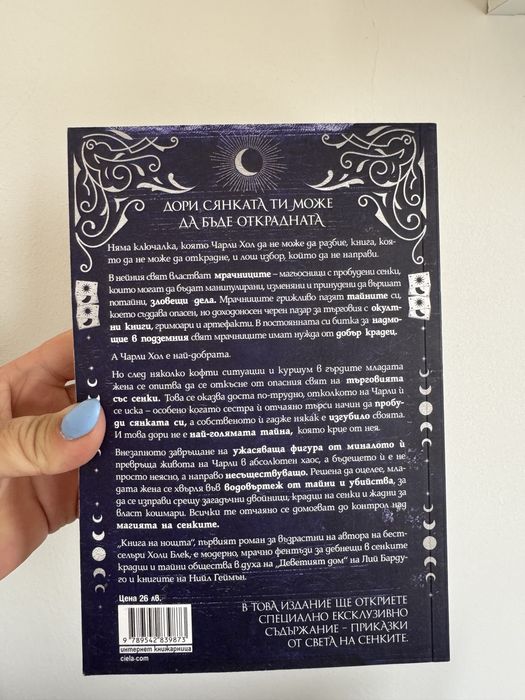 ДОРИ СЯНКАТА ТИ МОЖЕ
ДА БЪДЕ ОТКРАДНАТА
Няма ключалка, която Чарли Хол да не може да разбие, книга, коя-
то да не може да открадне, и лош избор, който да не направи.
В нейния свят властват мрачниците – магьосници с пробудени сенки,
които могат да бъдат манипулирани, изменяни и принудени да вършат
потайни, зловещи дела. Мрачниците грижливо пазят тайните си,
което създава опасен, но доходоносен черен пазар за търговия с окул-
тни книги, гримоари и артефакти. В постоянната си битка за надмо-
щие в подземния свят мрачниците имат нужда от добър крадец.
А Чарли Хол е най-добрата.
Но след няколко кофти ситуации и куршум в гърдите младата
жена се опитва да се откъсне от опасния свят на търговията
със сенки. Това се оказва доста по-трудно, отколкото на Чарли ѝ
се иска – особено когато сестра ѝ отчаяно търси начин да пробу-
ди сянката си, а собственото ѝ гадже някак е изгубило своята.
И това дори не е най-голямата тайна, която крие от нея.
Внезапното завръщане на ужасяваща фигура от миналото ѝ
превръща живота на Чарли в абсолютен хаос, а бъдещето ѝ е не
просто неясно, а направо несъществуващо. Решена да оцелее, мла-
дата жена се хвърля във водовъртеж от тайни и убийства, за
да се изправи срещу загадъчни двойници, крадци на сенки и жадни за
власт кошмари. Всички те отчаяно се домогват до контрол над
магията на сенките.
„Книга на нощта“, първият роман за възрастни на автора на бест-
селъри Холи Блек, е модерно, мрачно фентъзи за дебнещи в сенките
крадци и тайни общества в духа на „Деветият дом“ на Лий Барду-
го и книгите на Нийл Геймън.
Цена 26 лв.
9 789542 839873
интернет книжарница
ciela.com
В ТОВА ИЗДАНИЕ ЩЕ ОТКРИЕТЕ
СПЕЦИАЛНО ЕКСКЛУЗИВНО
СЪДЪРЖАНИЕ – ПРИКАЗКИ
ОТ СВЕТА НА СЕНКИТЕ.